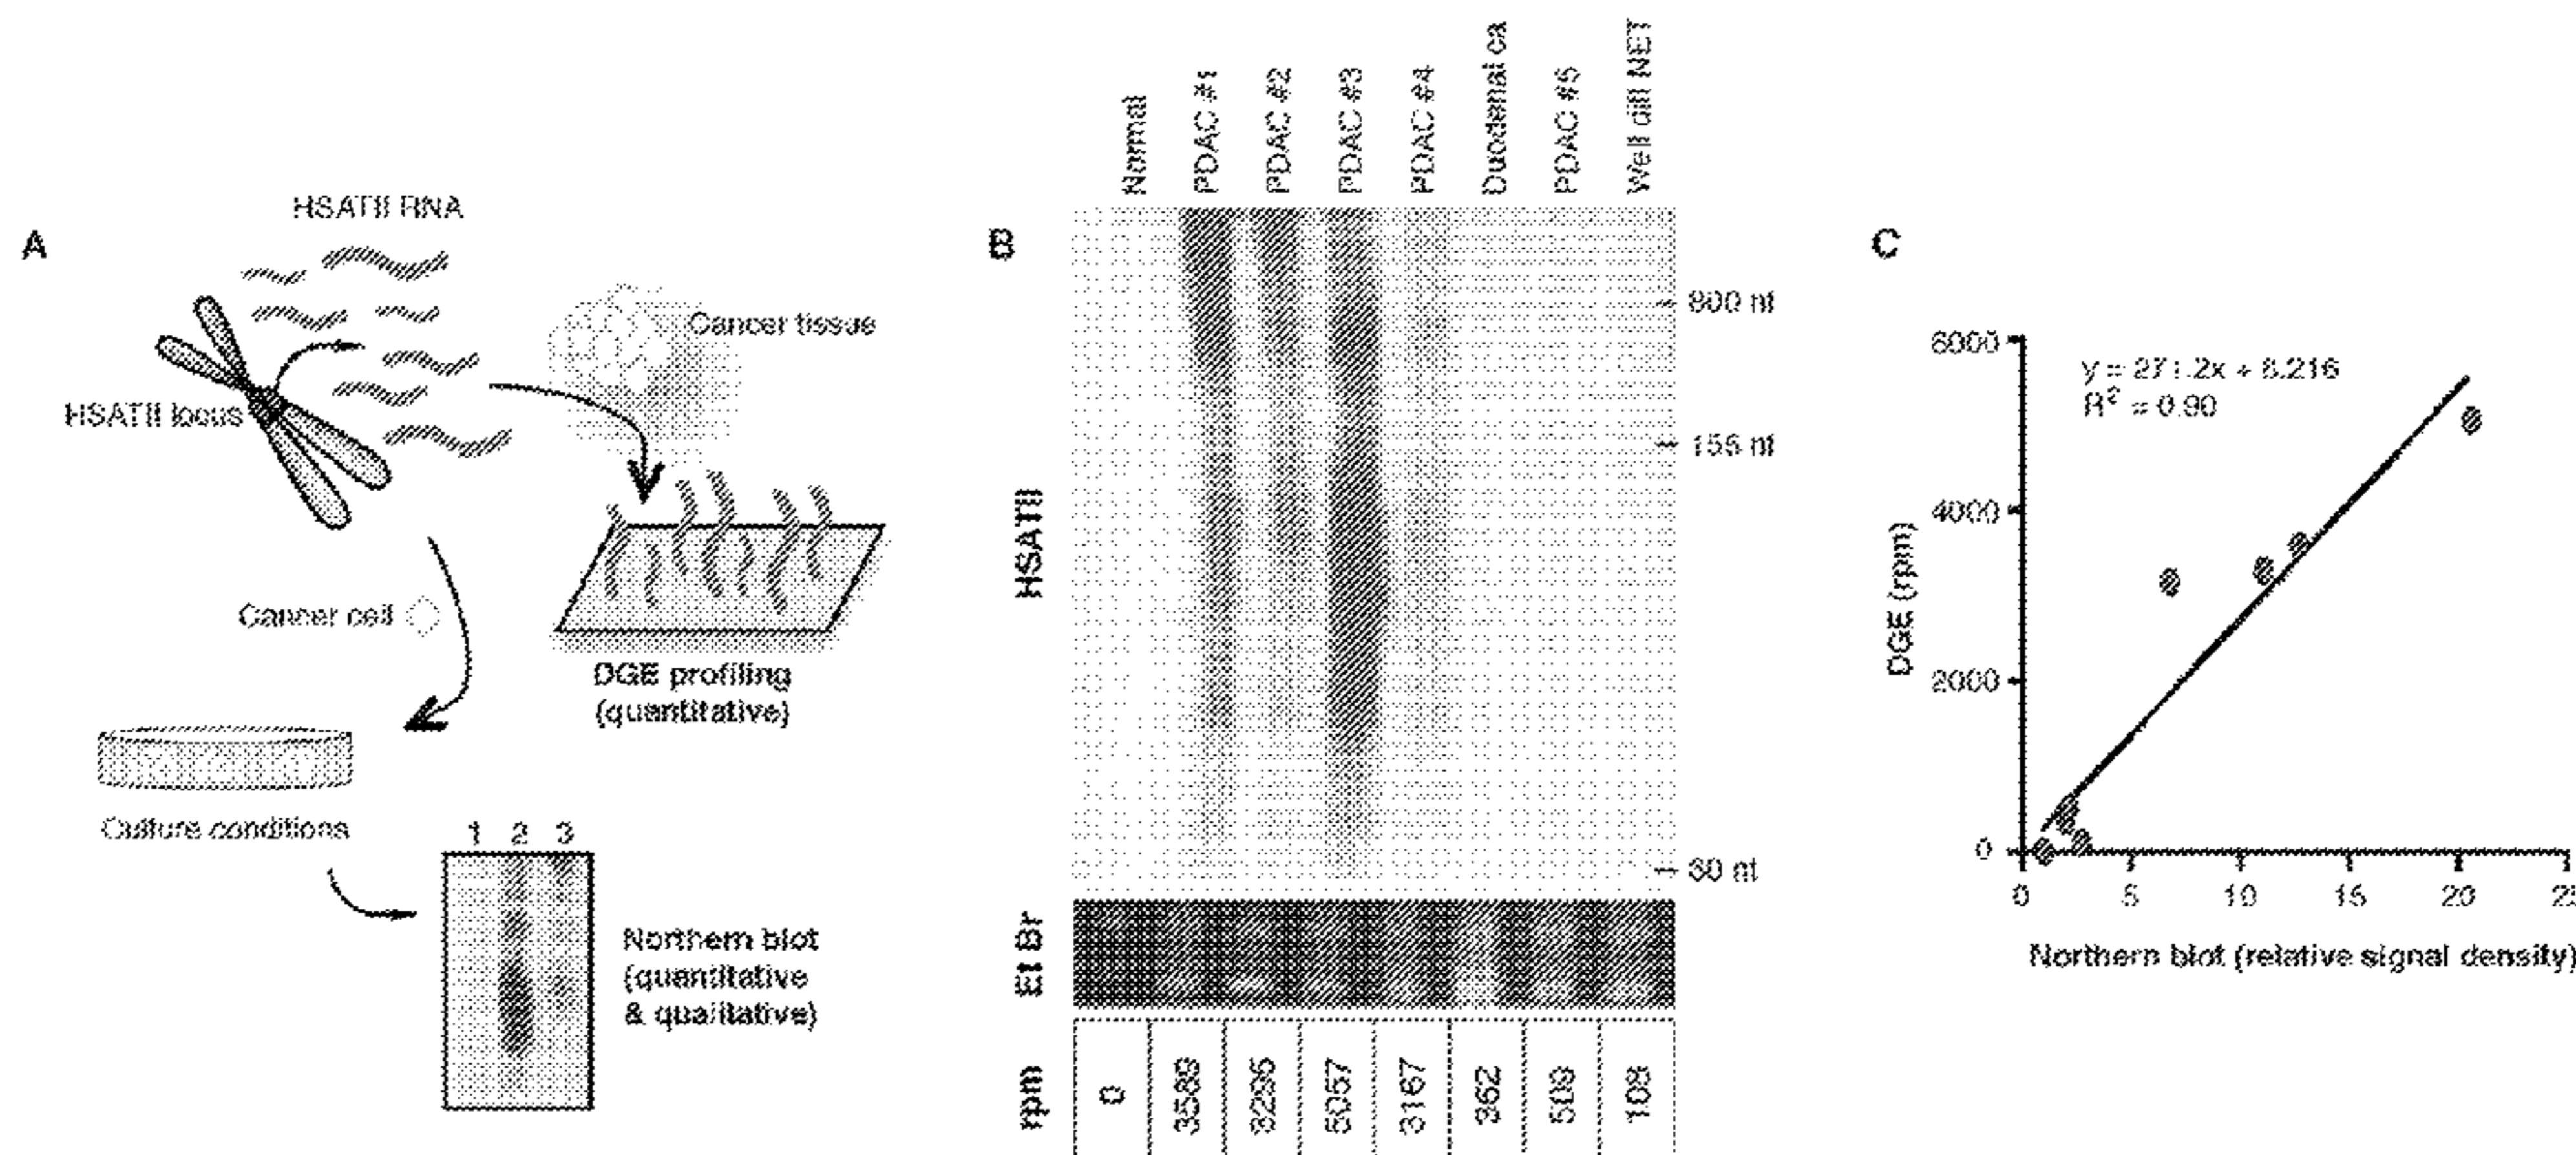 A
HSATII RNA
Cancer tissue
HSATII locus
Cancer cell
DGE profiling
(quantitative)
Culture conditions
1 2 3
Northern blot
(quantitative
& qualitative)
B
Normal
PDAC #1
PDAC #2
PDAC #3
PDAC #4
Duodenal ca
PDAC #5
Well diff NET
HSATII
800 nt
nt
30 nt
Et Br
rpm
0
3589
5057
3167
362
509
108
C
y = 271.2x +
R² = 0.90
DGE (rpm)
6000
4000
2000
0
0 5 10 15 20
Northern blot (relative signal density)